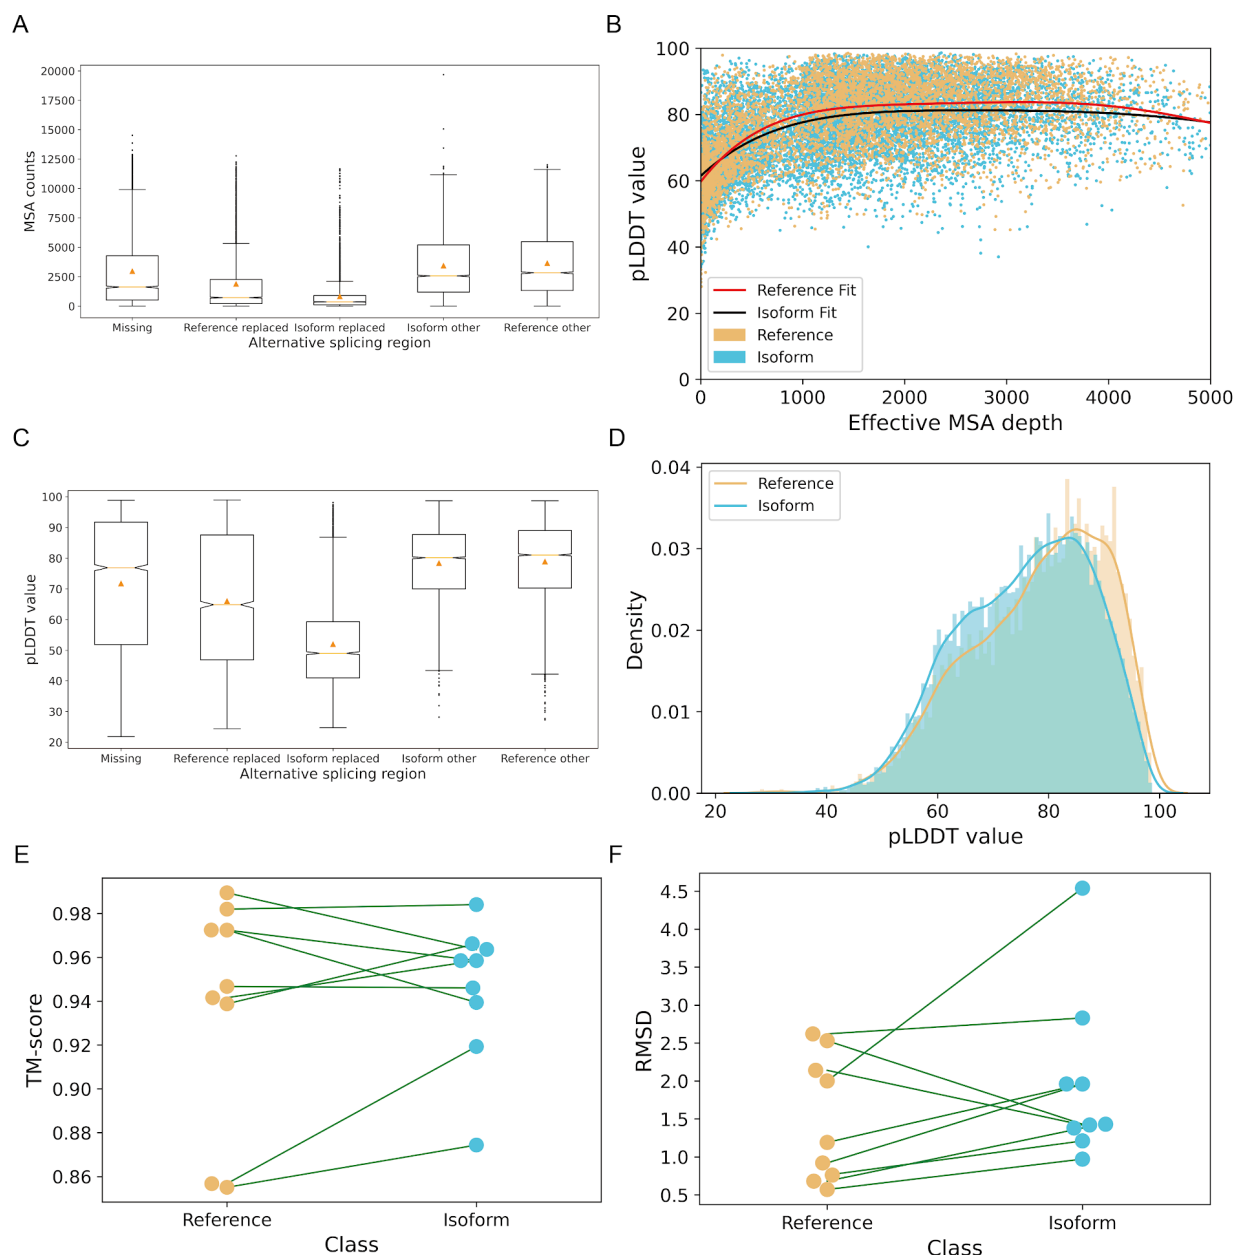 A
MSA counts
20000
17500
15000
12500
10000
7500
5000
2500
0
Missing Reference replaced Isoform replaced Isoform other Reference other
Alternative splicing region
B
pLDDT value
100
80
60
40
20
0
Reference Fit
Isoform Fit
Reference
Isoform
0 1000 2000 3000 4000 5000
Effective MSA depth
C
pLDDT value
100
90
80
70
60
50
40
30
20
Missing Reference replaced Isoform replaced Isoform other Reference other
Alternative splicing region
D
Density
0.04
0.03
0.02
0.01
0.00
Reference
Isoform
20 40 60 80 100
pLDDT value
E
TM-score
0.98
0.96
0.94
0.92
0.90
0.88
0.86
Reference Isoform
Class
F
RMSD
4.5
4.0
3.5
3.0
2.5
2.0
1.5
1.0
0.5
Reference Isoform
Class